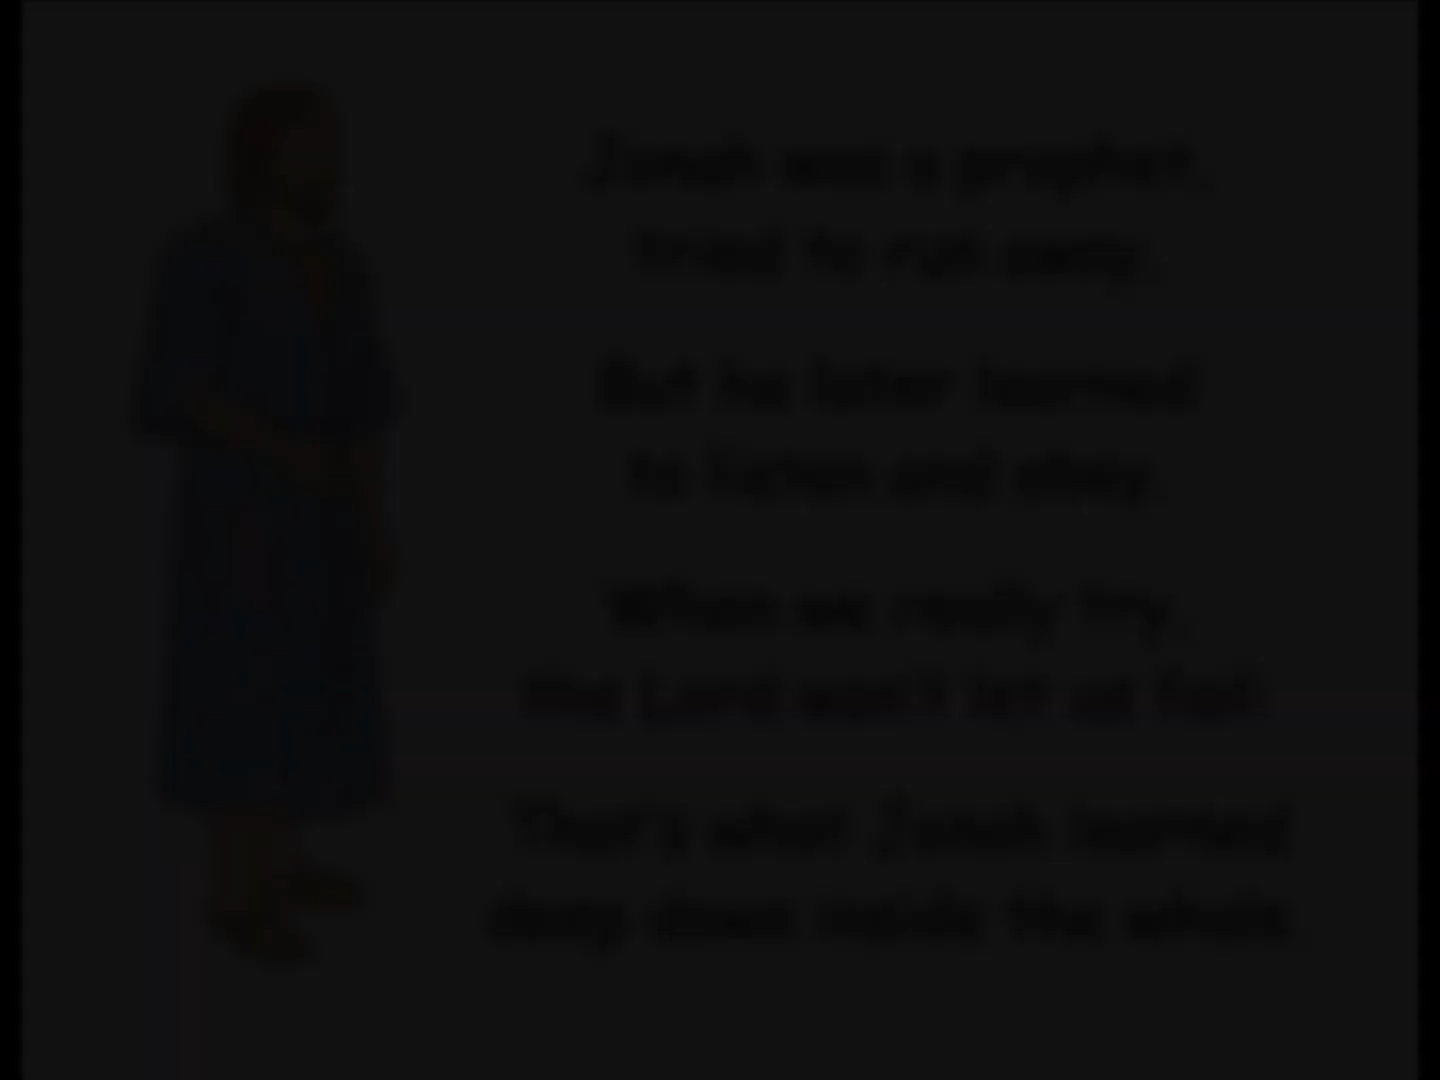 Jonah was a prophet,
tried to run away.
But he later learned
to listen and obey.
When we really try,
the Lord won't let us fail:
That's what Jonah learned
deep down inside the whale.